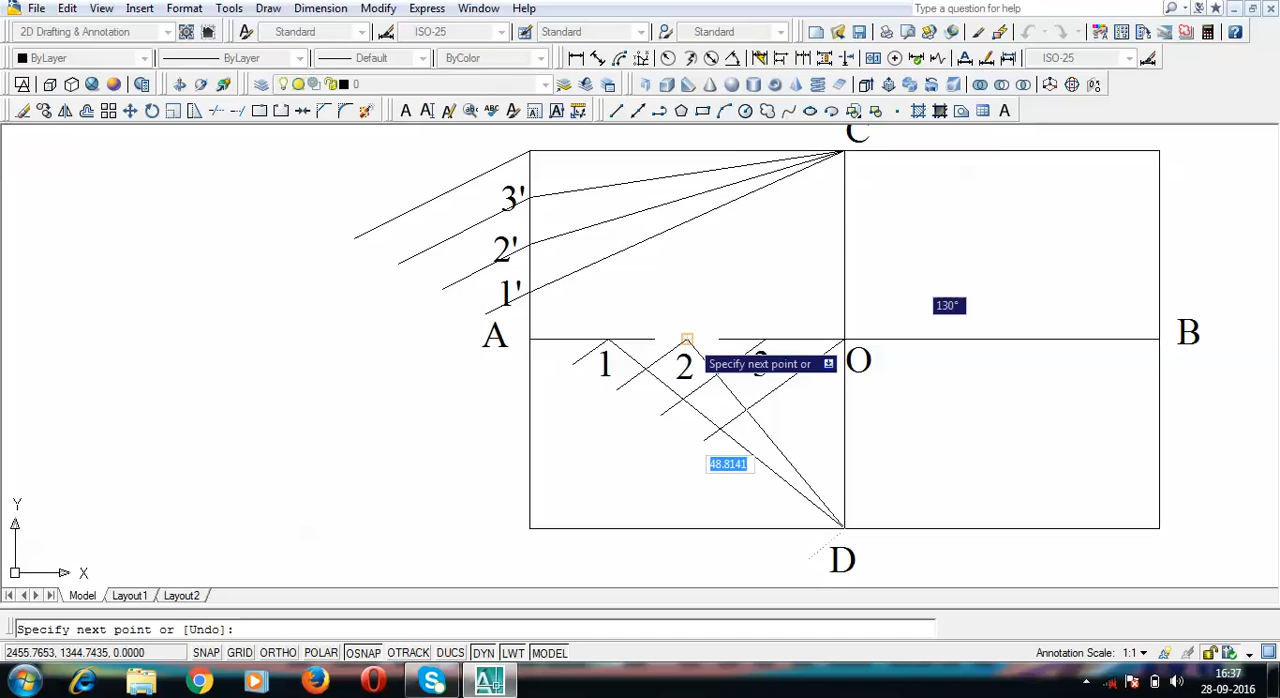 File Edit View Insert Format Tools Draw Dimension Modify Express Window Help Type a question for help
2D Drafting & Annotation Standard ISO-25 Standard Standard
ByLayer ByLayer Default ByColor ISO-25
0
C
3'
2'
1'
130°
A B
1 2 Specify next point or 3 O
48.8141
Y
D
X
Model Layout1 Layout2
Specify next point or [Undo]:
2455.7653, 1344.7435, 0.0000 SNAP GRID ORTHO POLAR OSNAP OTRACK DUCS DYN LWT MODEL Annotation Scale: 1:1
16:37
28-09-2016